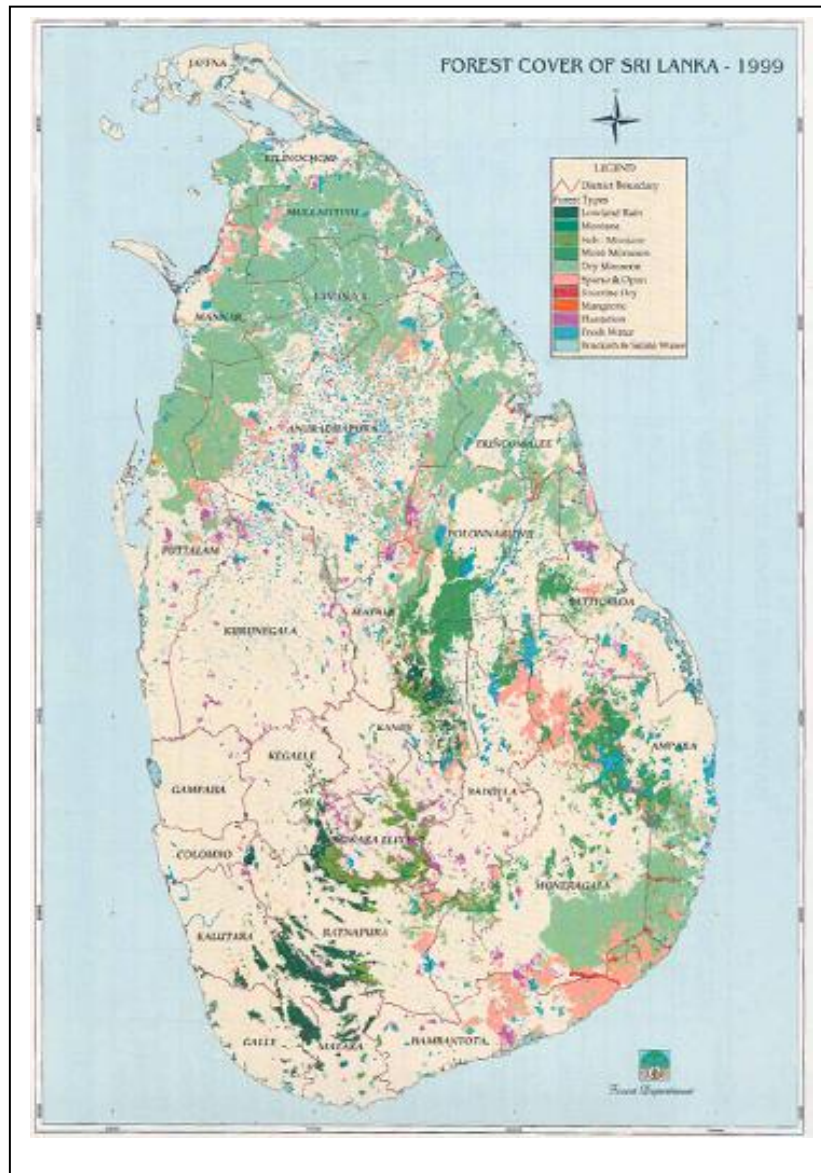 FOREST COVER OF SRI LANKA - 1999
JAFFNA
KILINOCHCHI
LEGEND
District Boundary
Forest Types
Lowland Rain
Montane
Sub - Montane
Moist Monsoon
Dry Monsoon
Sparse & Open
Riverine Dry
Mangrove
Plantation
Fresh Water
Brackish & Saline Water
MULLAITIVU
VAVUNIYA
MANNAR
ANURADHAPURA
TRINCOMALEE
POLONNARUWA
PUTTALAM
BATTICALOA
MATALE
KURUNEGALA
KANDY
AMPARA
KEGALLE
GAMPAHA
BADULLA
NUWARA ELIYA
COLOMBO
MONERAGALA
KALUTARA
RATNAPURA
GALLE
MATARA
HAMBANTOTA
Forest Department